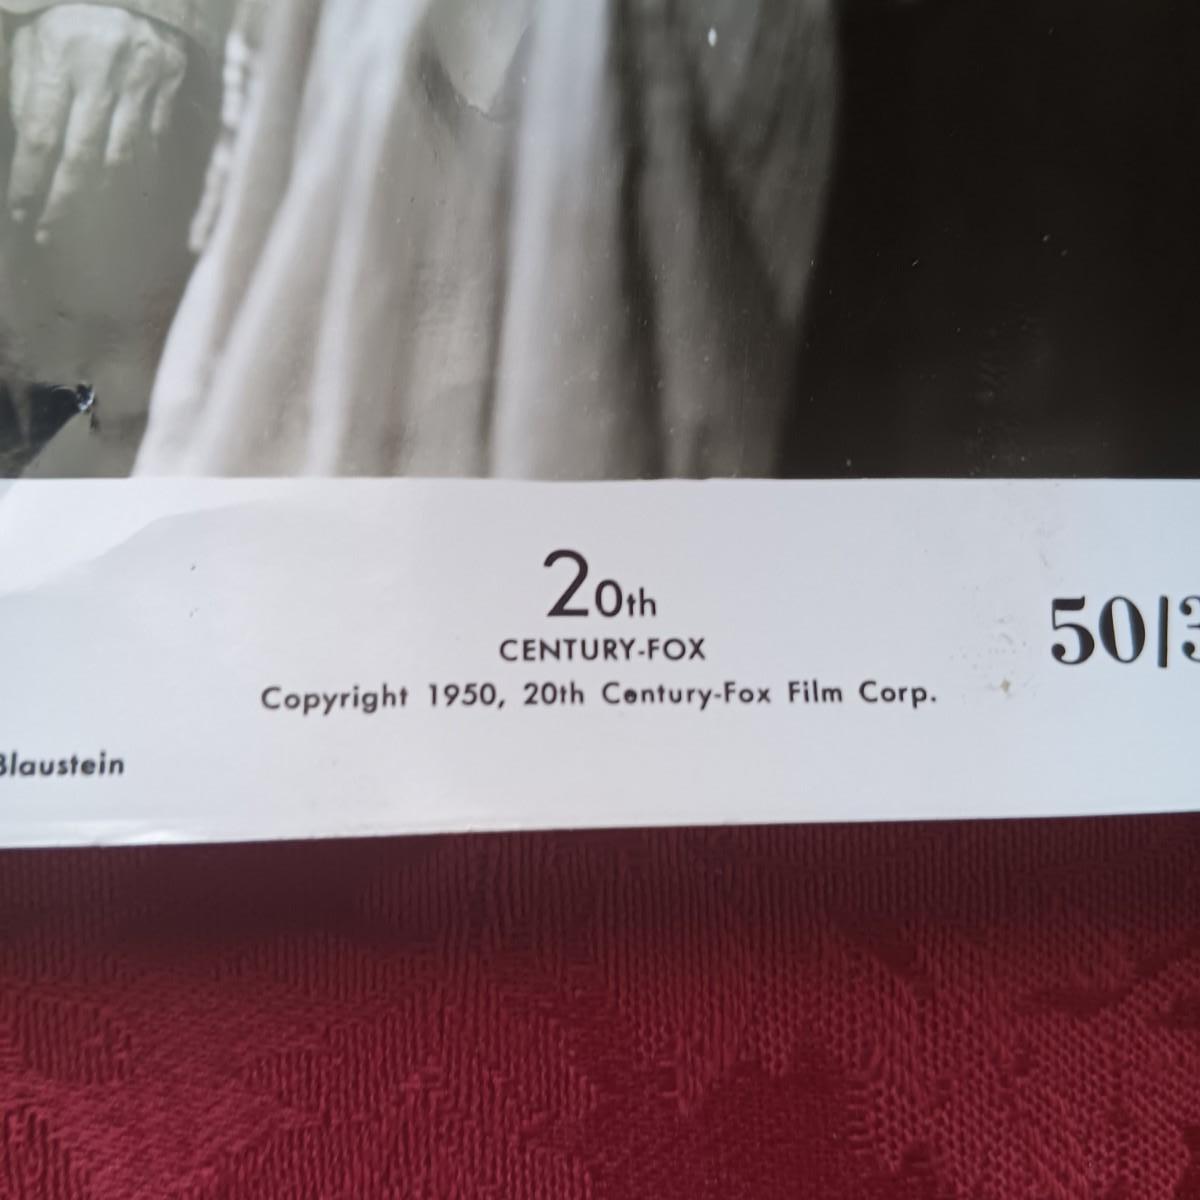 20th
CENTURY-FOX
50/3
Copyright 1950, 20th Century-Fox Film Corp.
Blaustein